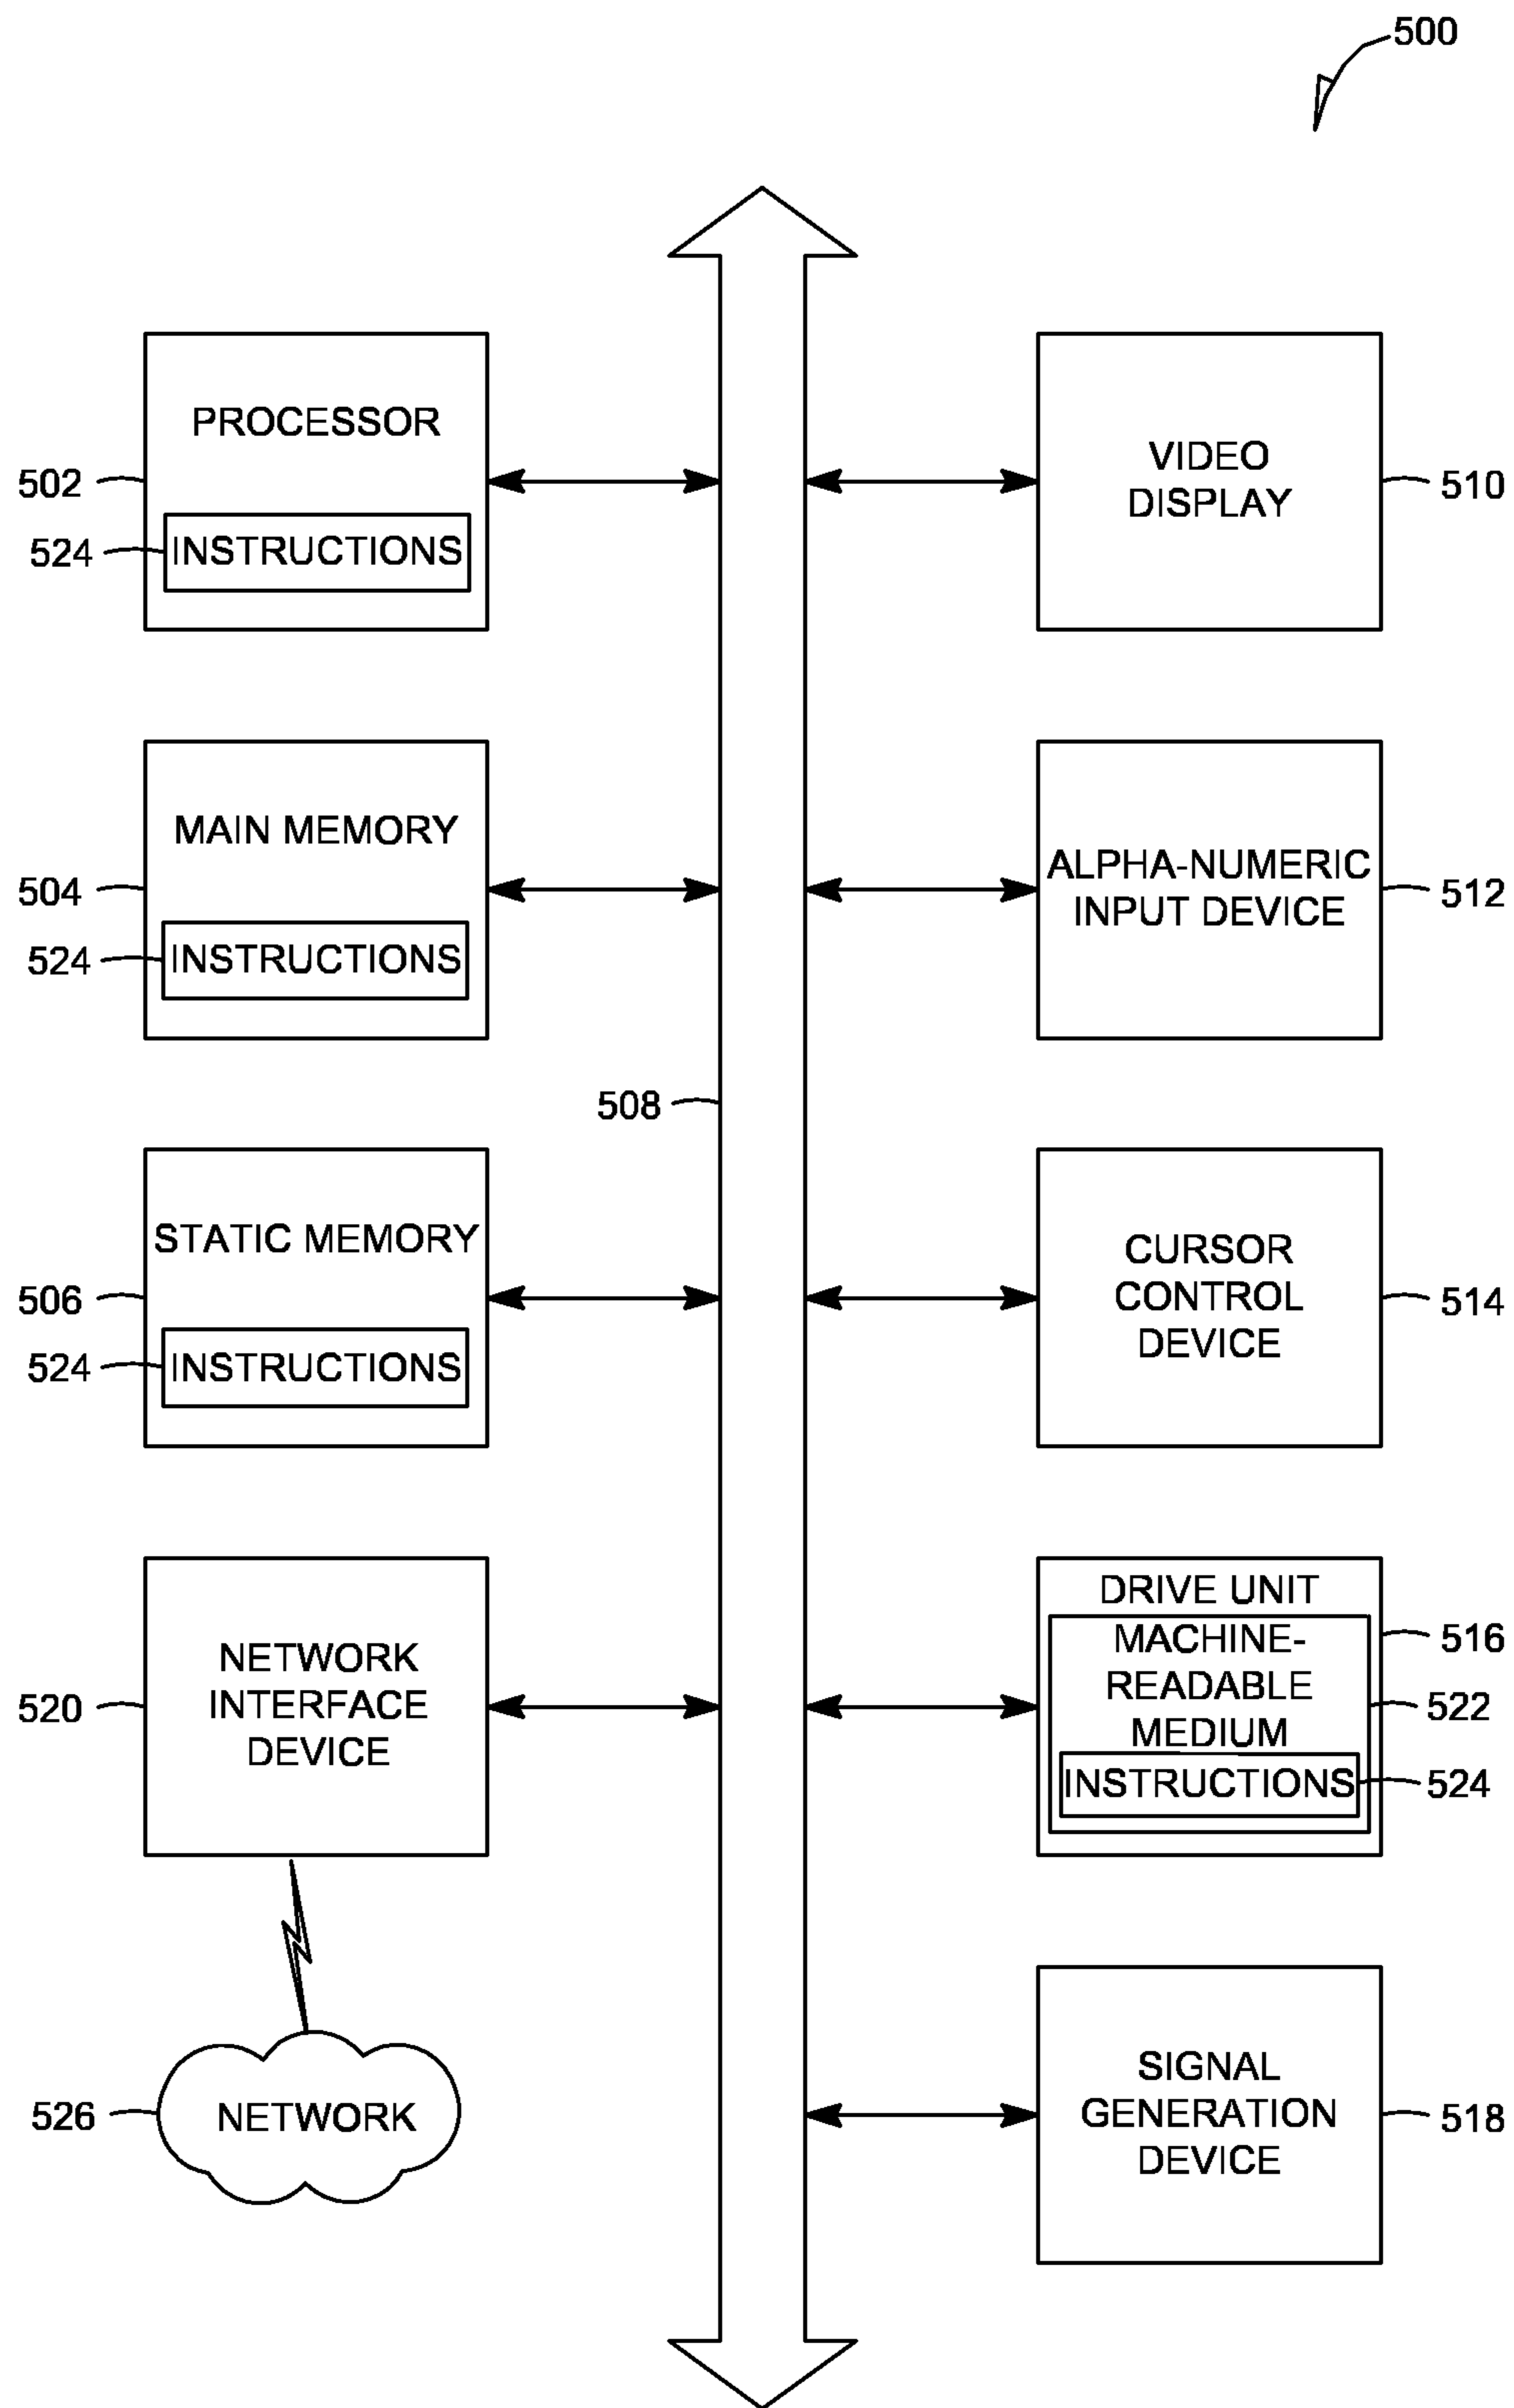 500
PROCESSOR
502
524
INSTRUCTIONS
VIDEO
DISPLAY
510
MAIN MEMORY
504
524
INSTRUCTIONS
ALPHA-NUMERIC
INPUT DEVICE
512
508
STATIC MEMORY
506
524
INSTRUCTIONS
CURSOR
CONTROL
DEVICE
514
NETWORK
INTERFACE
DEVICE
520
DRIVE UNIT
MACHINE-
READABLE
MEDIUM
INSTRUCTIONS
516
522
524
NETWORK
526
SIGNAL
GENERATION
DEVICE
518